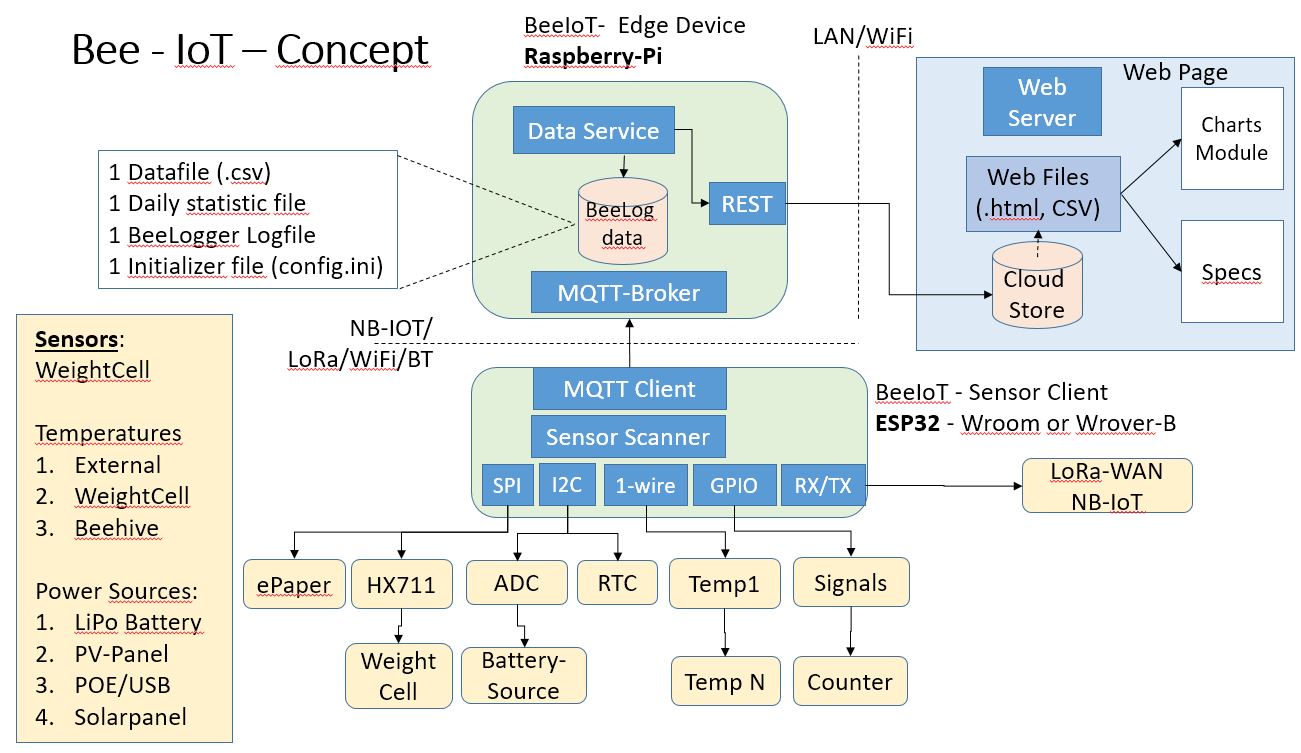 Bee - IoT – Concept
BeeIoT-  Edge Device
Raspberry-Pi
LAN/WiFi
Data Service
BeeLog
data
REST
MQTT-Broker
Web Page
Web
Server
Web Files
(.html, CSV)
Cloud
Store
Charts
Module
Specs
1 Datafile (.csv)
1 Daily statistic file
1 BeeLogger Logfile
1 Initializer file (config.ini)
NB-IOT/
LoRa/WiFi/BT
Sensors:
WeightCell
Temperatures
1. External
2. WeightCell
3. Beehive
Power Sources:
1. LiPo Battery
2. PV-Panel
3. POE/USB
4. Solarpanel
MQTT Client
Sensor Scanner
SPI
I2C
1-wire
GPIO
RX/TX
BeeIoT - Sensor Client
ESP32 - Wroom or Wrover-B
LoRa-WAN
NB-IoT
ePaper
HX711
ADC
RTC
Temp1
Signals
Weight
Cell
Battery-
Source
Temp N
Counter